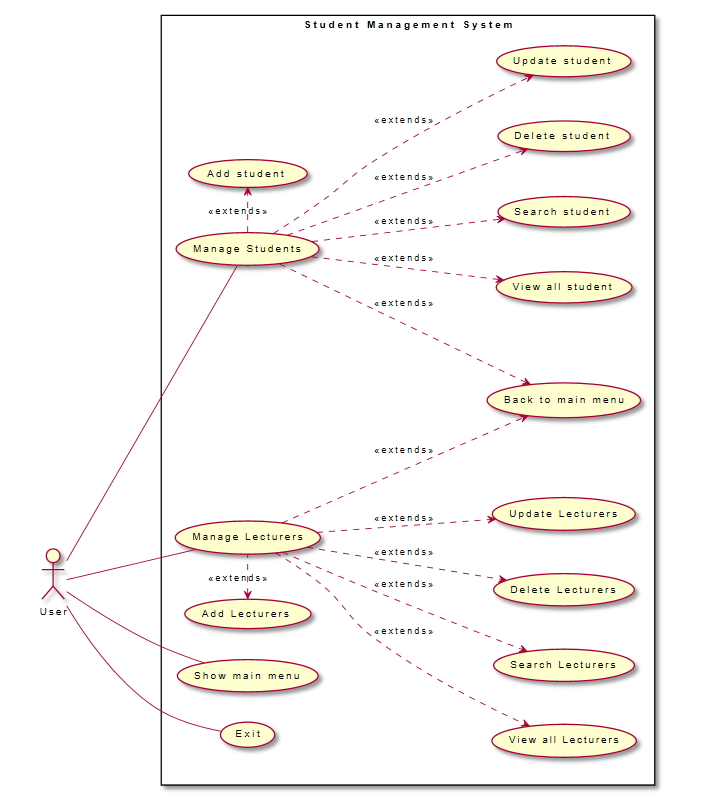 Student Management System
Update student
«extends»
Delete student
Add student
«extends»
«extends»
Search student
«extends»
Manage Students
«extends»
View all student
«extends»
Back to main menu
«extends»
Update Lecturers
«extends»
Manage Lecturers
«extends»
«extends»
«extends»
Delete Lecturers
User
Add Lecturers
«extends»
Search Lecturers
Show main menu
Exit
View all Lecturers